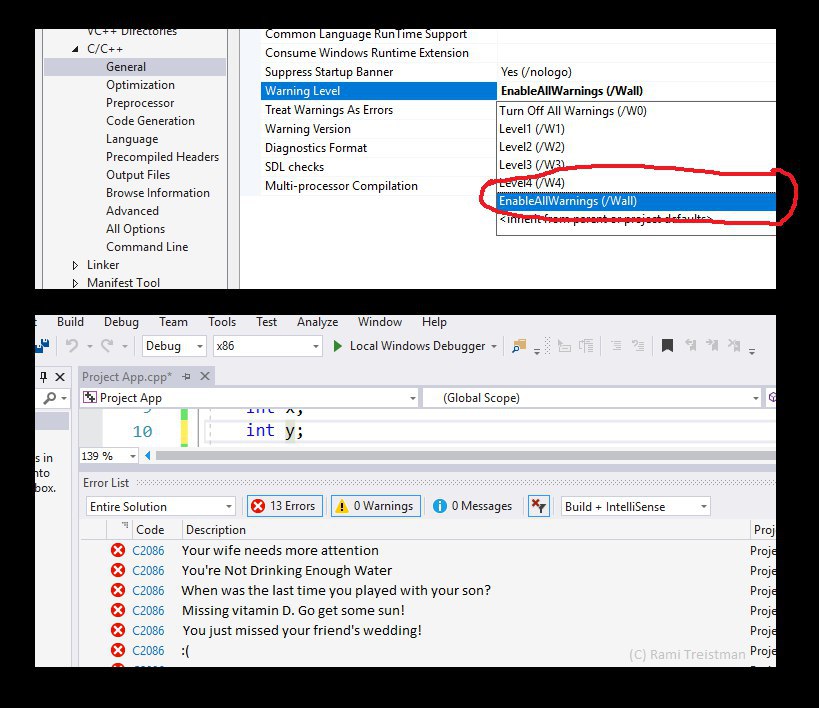 VC++ Directories
C/C++
General
Optimization
Preprocessor
Code Generation
Language
Precompiled Headers
Output Files
Browse Information
Advanced
All Options
Command Line
Linker
Manifest Tool
Common Language RunTime Support
Consume Windows Runtime Extension
Suppress Startup Banner Yes (/nologo)
Warning Level EnableAllWarnings (/Wall)
Treat Warnings As Errors
Warning Version
Diagnostics Format
SDL checks
Multi-processor Compilation
Turn Off All Warnings (/W0)
Level1 (/W1)
Level2 (/W2)
Level3 (/W3)
Level4 (/W4)
EnableAllWarnings (/Wall)
<inherit from parent or project defaults>
t Build Debug Team Tools Test Analyze Window Help
Debug x86 Local Windows Debugger
Project App.cpp*
Project App (Global Scope)
9 int x;
10 int y;
s in
nto
box.
139 %
Error List
Entire Solution 13 Errors 0 Warnings 0 Messages Build + IntelliSense
Code Description Proj
C2086 Your wife needs more attention Proje
C2086 You're Not Drinking Enough Water Proje
C2086 When was the last time you played with your son? Proje
C2086 Missing vitamin D. Go get some sun! Proje
C2086 You just missed your friend's wedding! Proje
C2086 :( Proje
(C) Rami Treistman